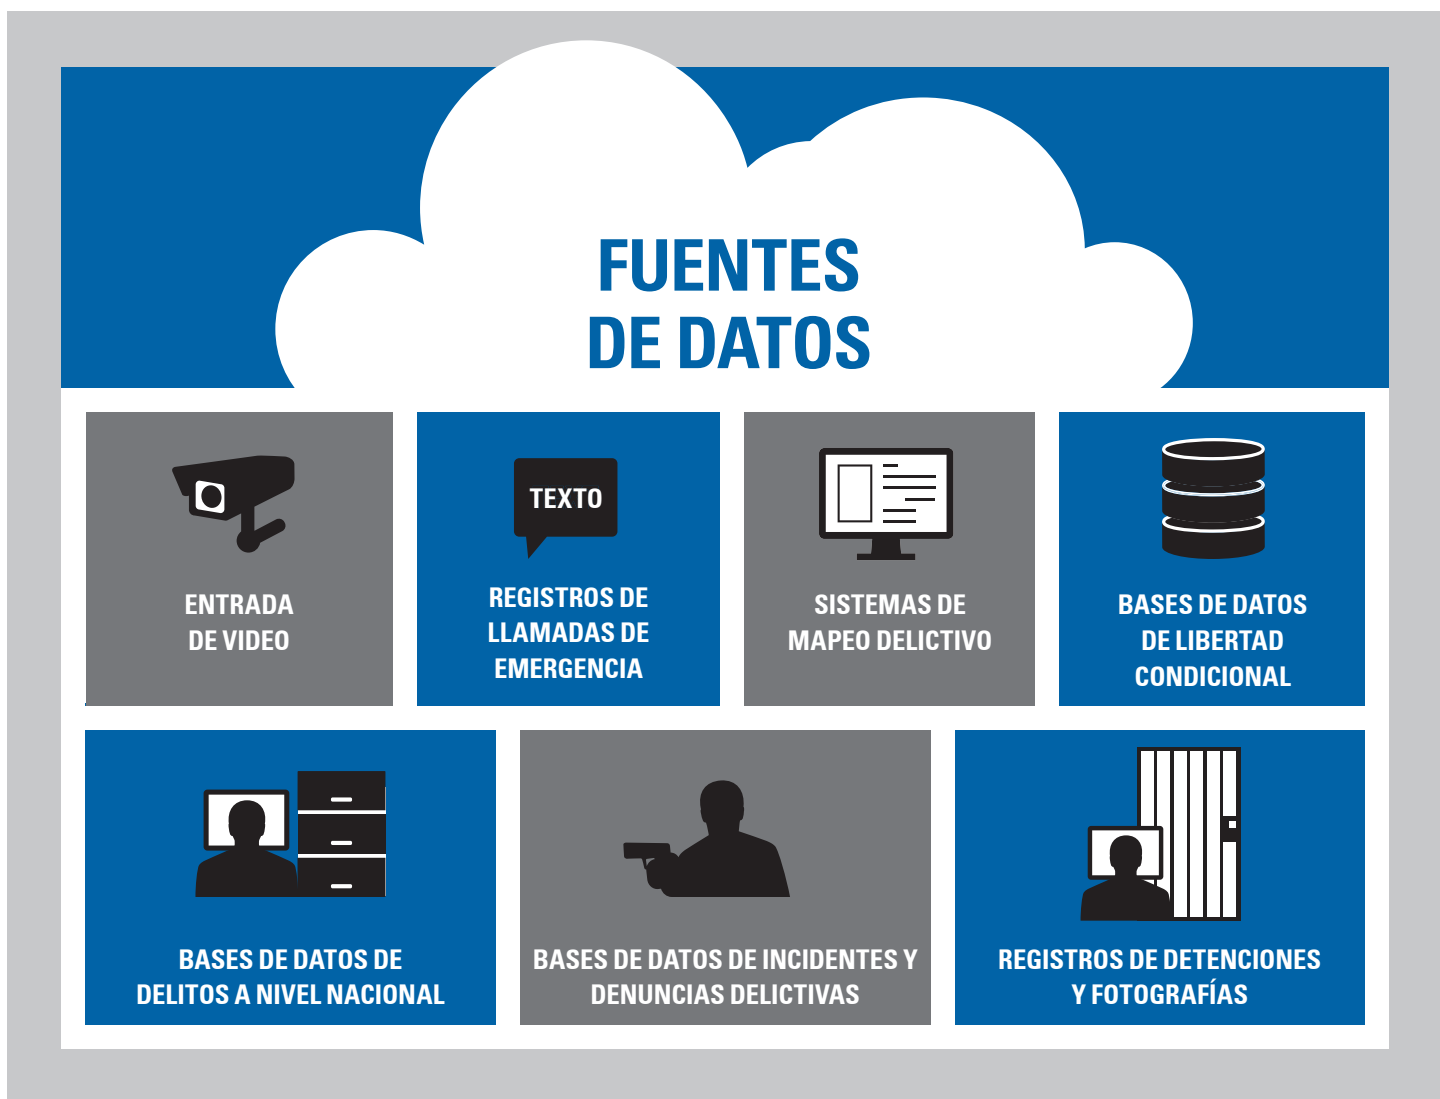 FUENTES
DE DATOS
ENTRADA
DE VIDEO
TEXTO
REGISTROS DE
LLAMADAS DE
EMERGENCIA
SISTEMAS DE
MAPEO DELICTIVO
BASES DE DATOS
DE LIBERTAD
CONDICIONAL
BASES DE DATOS DE
DELITOS A NIVEL NACIONAL
BASES DE DATOS DE INCIDENTES Y
DENUNCIAS DELICTIVAS
REGISTROS DE DETENCIONES
Y FOTOGRAFÍAS